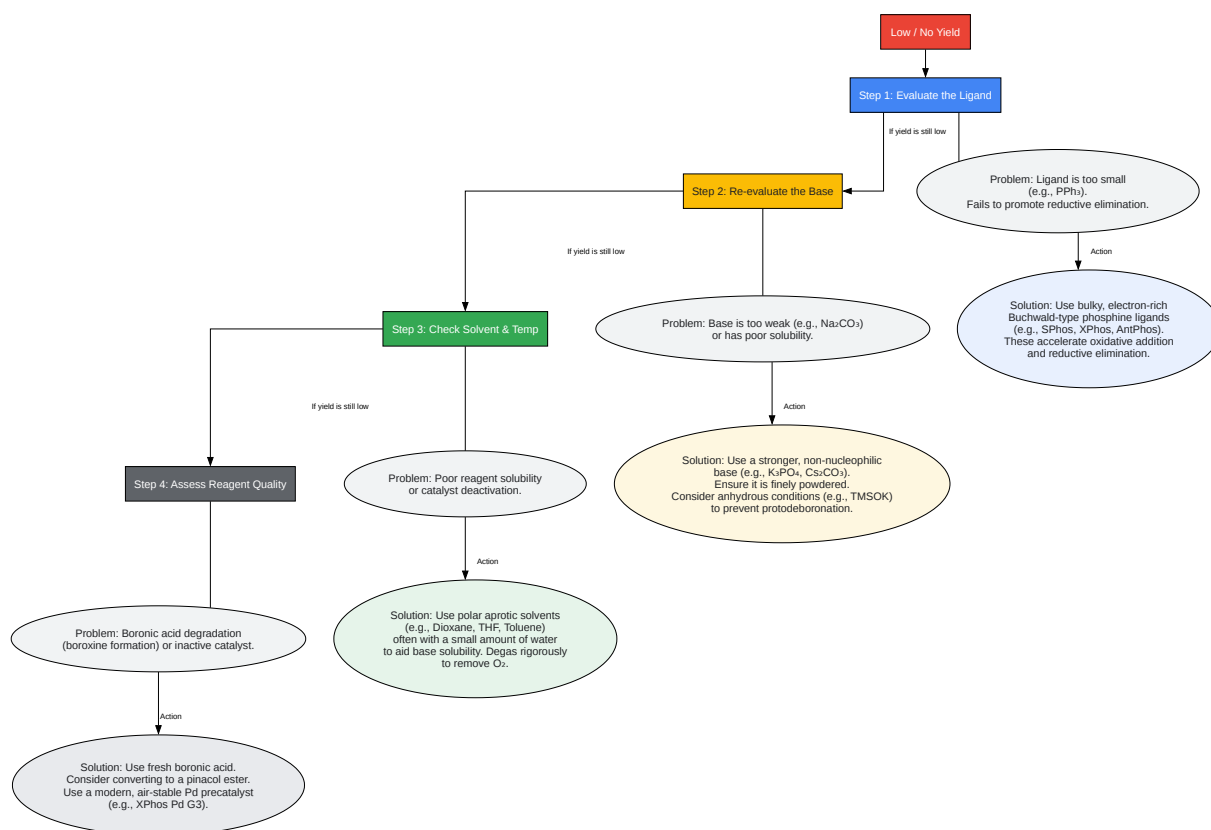 Low / No Yield
Step 1: Evaluate the Ligand
If yield is still low
Problem: Ligand is too small
(e.g., PPh₃).
Fails to promote reductive elimination.
Step 2: Re-evaluate the Base
If yield is still low
Action
Solution: Use bulky, electron-rich
Buchwald-type phosphine ligands
(e.g., SPhos, XPhos, AntPhos).
These accelerate oxidative addition
and reductive elimination.
Step 3: Check Solvent & Temp
Problem: Base is too weak (e.g., Na₂CO₃)
or has poor solubility.
If yield is still low
Action
Solution: Use a stronger, non-nucleophilic
base (e.g., K₃PO₄, Cs₂CO₃).
Ensure it is finely powdered.
Consider anhydrous conditions (e.g., TMSOK)
to prevent protodeboronation.
Step 4: Assess Reagent Quality
Problem: Poor reagent solubility
or catalyst deactivation.
Action
Solution: Use polar aprotic solvents
(e.g., Dioxane, THF, Toluene)
often with a small amount of water
to aid base solubility. Degas rigorously
to remove O₂.
Problem: Boronic acid degradation
(boroxine formation) or inactive catalyst.
Action
Solution: Use fresh boronic acid.
Consider converting to a pinacol ester.
Use a modern, air-stable Pd precatalyst
(e.g., XPhos Pd G3).